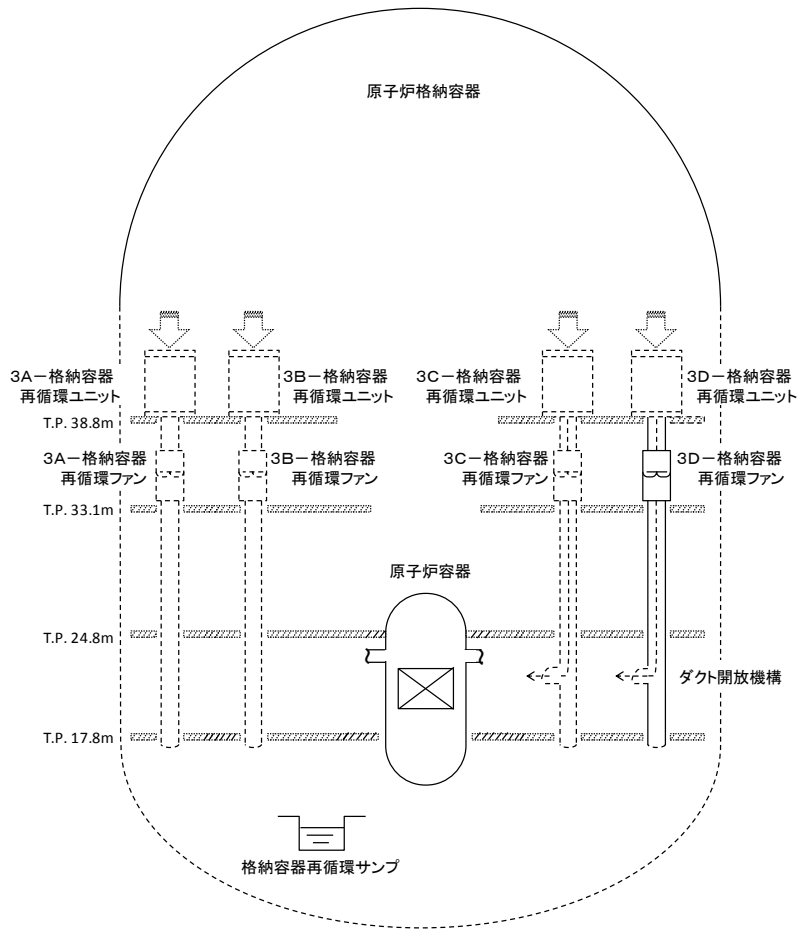 原子炉格納容器
3A－格納容器
再循環ユニット
3B－格納容器
再循環ユニット
3C－格納容器
再循環ユニット
3D－格納容器
再循環ユニット
T.P. 38.8m
3A－格納容器
再循環ファン
3B－格納容器
再循環ファン
3C－格納容器
再循環ファン
3D－格納容器
再循環ファン
T.P. 33.1m
原子炉容器
T.P. 24.8m
ダクト開放機構
T.P. 17.8m
格納容器再循環サンプ